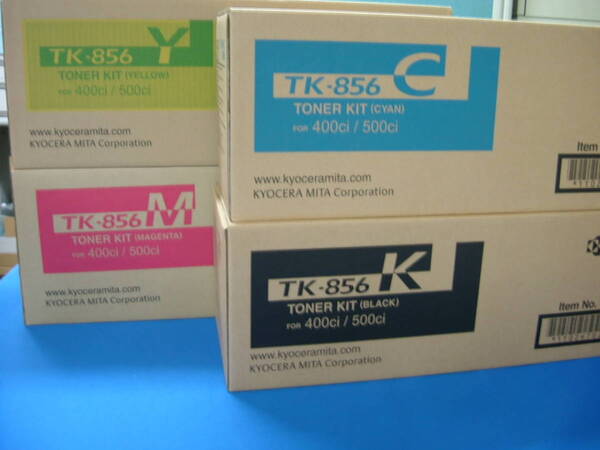 TK-856 Y
TONER KIT (YELLOW)
FOR 400ci / 500ci
www.kyoceramita.com
KYOCERA MITA Corporation
TK-856 C
TONER KIT (CYAN)
FOR 400ci / 500ci
www.kyoceramita.com
KYOCERA MITA Corporation
Item
TK-856 M
TONER KIT (MAGENTA)
FOR 400ci / 500ci
www.kyoceramita.com
KYOCERA MITA Corporation
TK-856 K
TONER KIT (BLACK)
FOR 400ci / 500ci
www.kyoceramita.com
KYOCERA MITA Corporation
Item No.